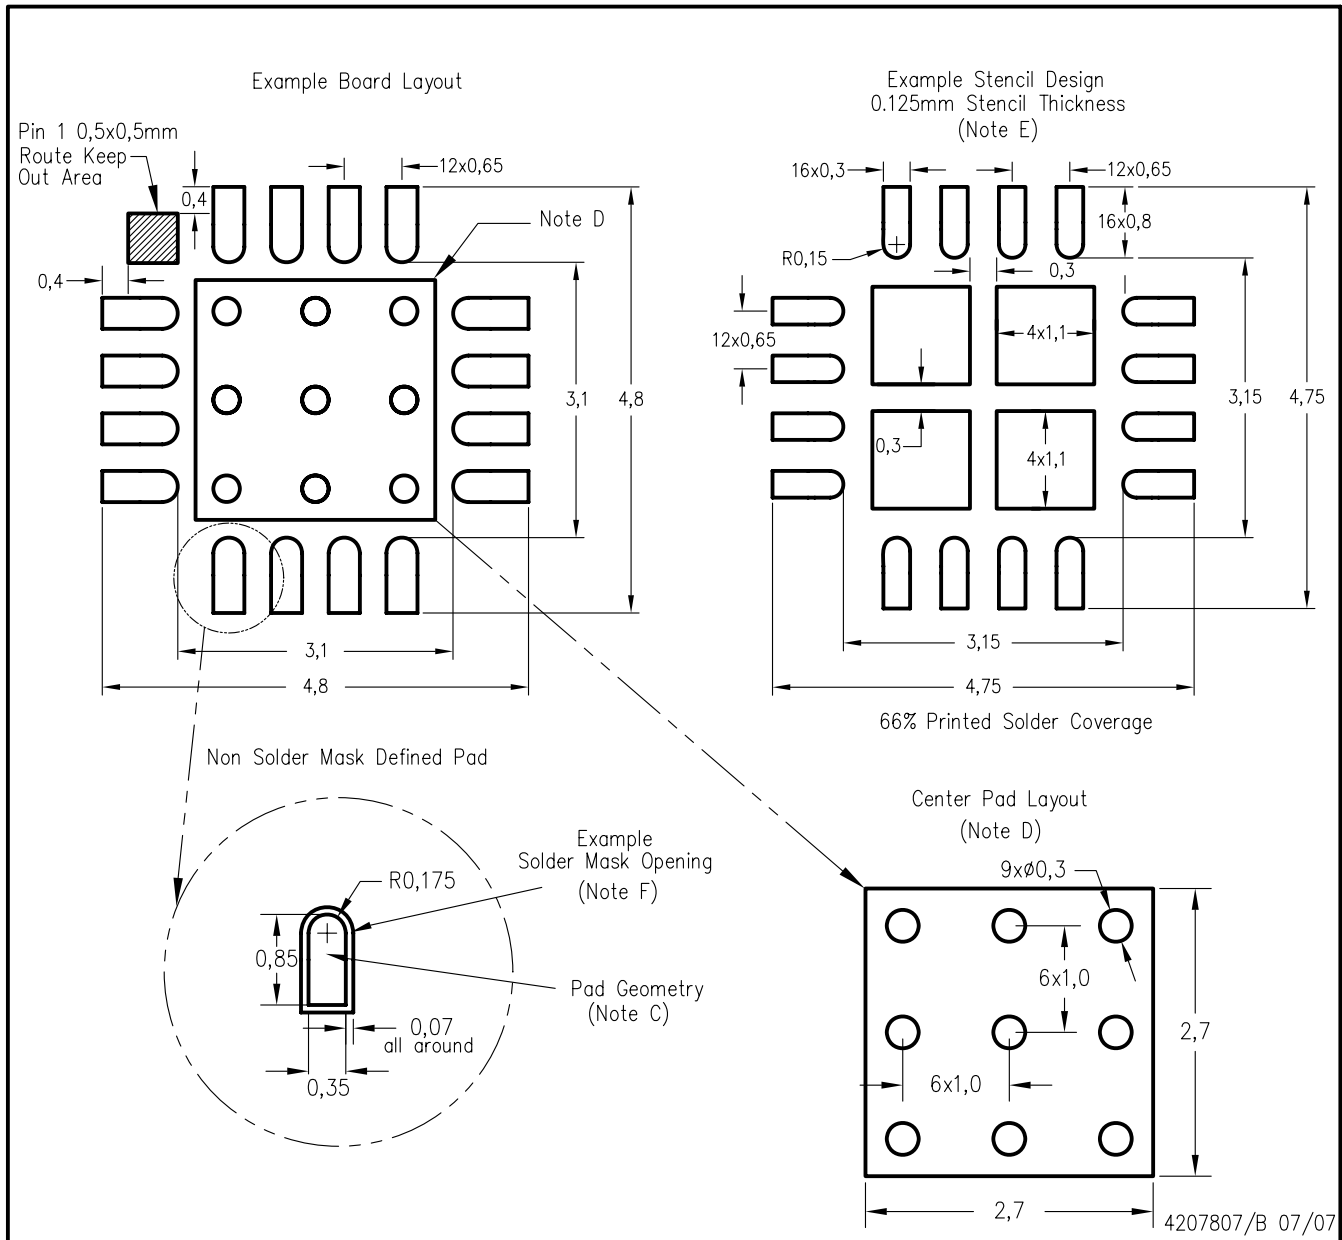 Example Board Layout
Pin 1 0,5x0,5mm
Route Keep
Out Area
0,4
12x0,65
Note D
0,4
3,1
4,8
3,1
4,8
Example Stencil Design
0.125mm Stencil Thickness
(Note E)
16x0,3
12x0,65
16x0,8
R0,15
0,3
12x0,65
4x1,1
0,3
4x1,1
3,15
4,75
3,15
4,75
66% Printed Solder Coverage
Non Solder Mask Defined Pad
Example
Solder Mask Opening
(Note F)
R0,175
0,85
Pad Geometry
(Note C)
0,07
all around
0,35
Center Pad Layout
(Note D)
9xø0,3
6x1,0
6x1,0
2,7
2,7
4207807/B 07/07